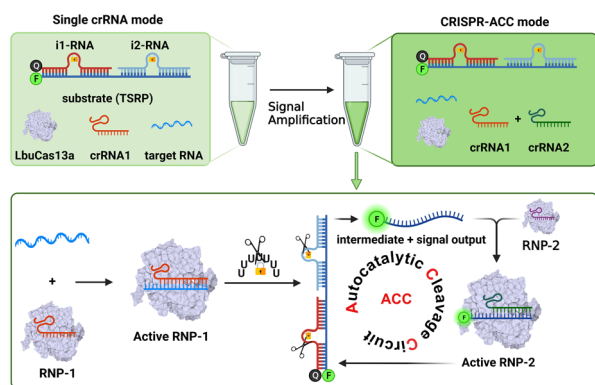 Single crRNA mode
CRISPR-ACC mode
i1-RNA
i2-RNA
Q
F
substrate (TSRP)
LbuCas13a
crRNA1
target RNA
Signal
Amplification
crRNA1
+
crRNA2
+
RNP-1
Active RNP-1
U U U U U U
F
intermediate + signal output
RNP-2
Autocatalytic Cleavage Circuit
ACC
F
Active RNP-2
Q F